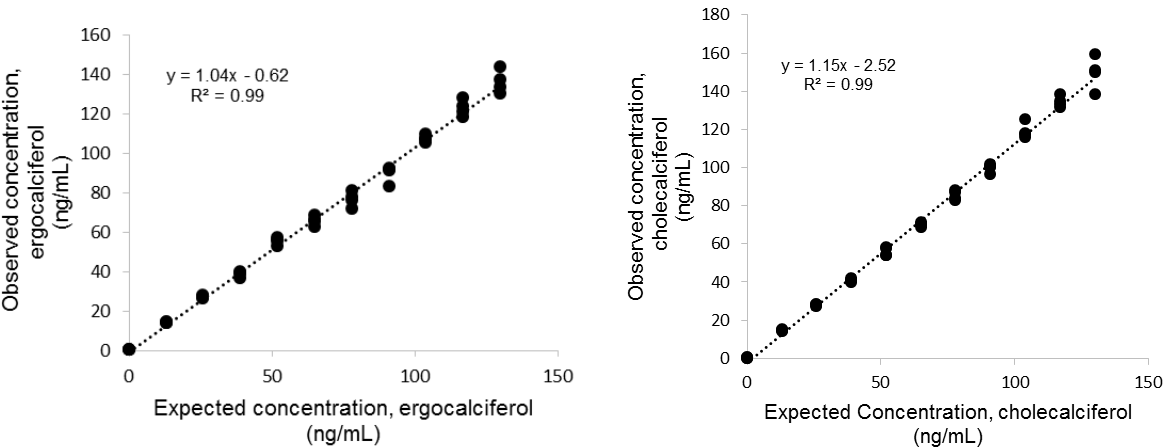 160
140
120
100
80
60
40
20
0
0
50
100
150
y = 1.04x - 0.62
R² = 0.99
Observed concentration,
ergocalciferol
(ng/mL)
Expected concentration, ergocalciferol
(ng/mL)
180
160
140
120
100
80
60
40
20
0
0
50
100
150
y = 1.15x - 2.52
R² = 0.99
Observed concentration,
cholecalciferol
(ng/mL)
Expected Concentration, cholecalciferol
(ng/mL)